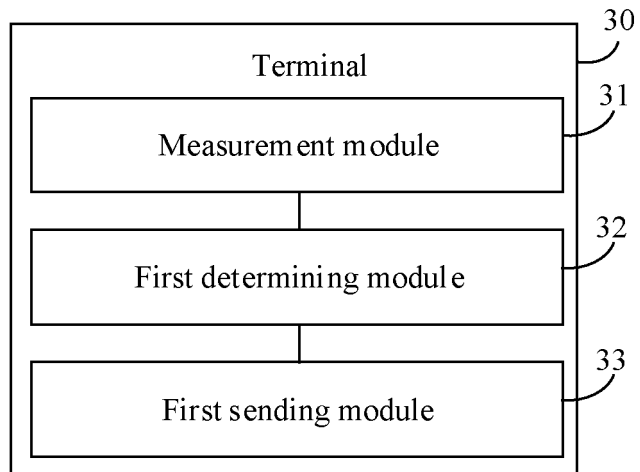 30
Terminal
31
Measurement module
32
First determining module
33
First sending module